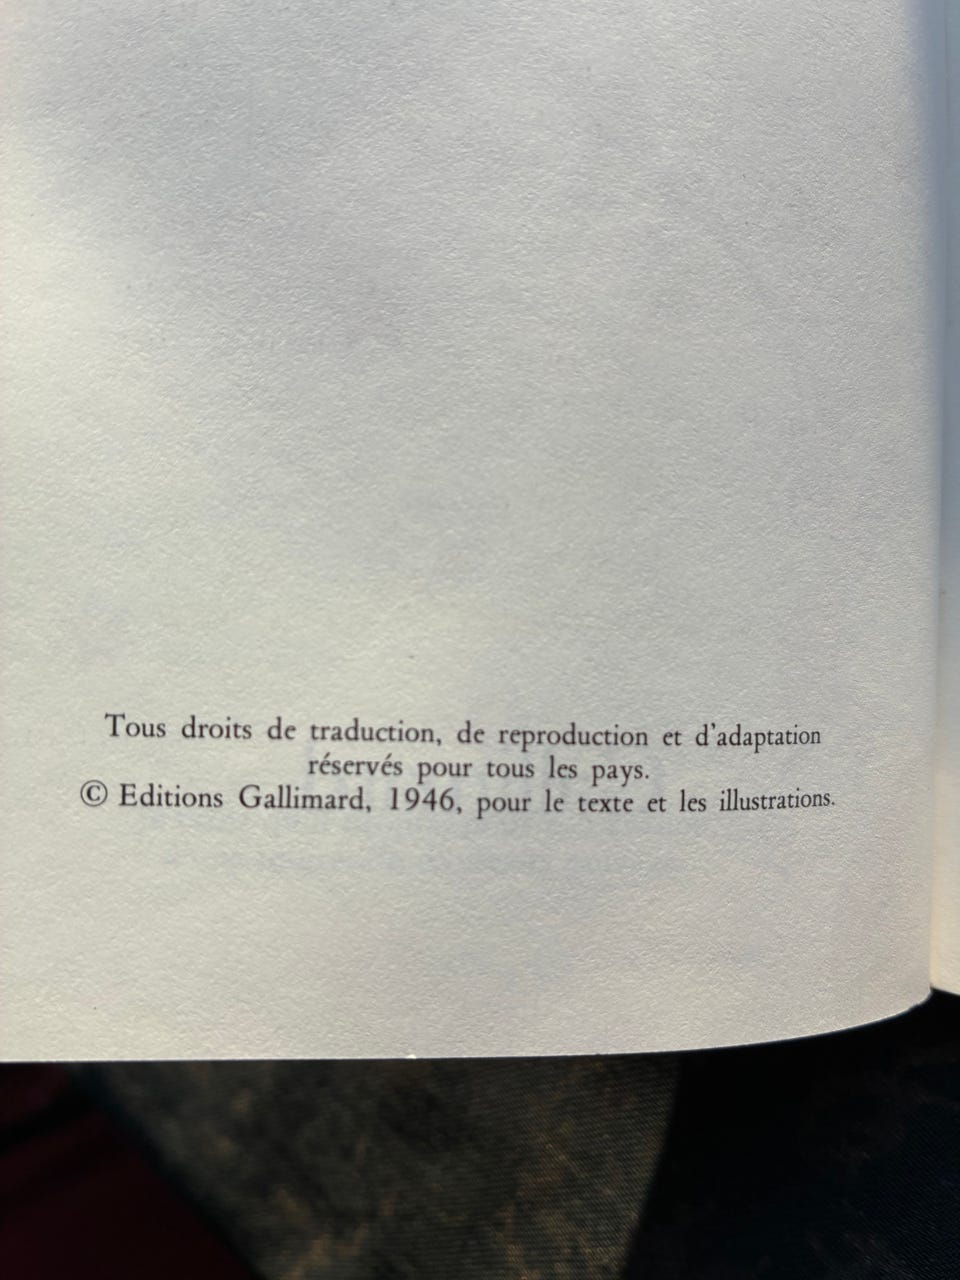 Tous droits de traduction, de reproduction et d'adaptation
réservés pour tous les pays.
© Editions Gallimard, 1946, pour le texte et les illustrations.